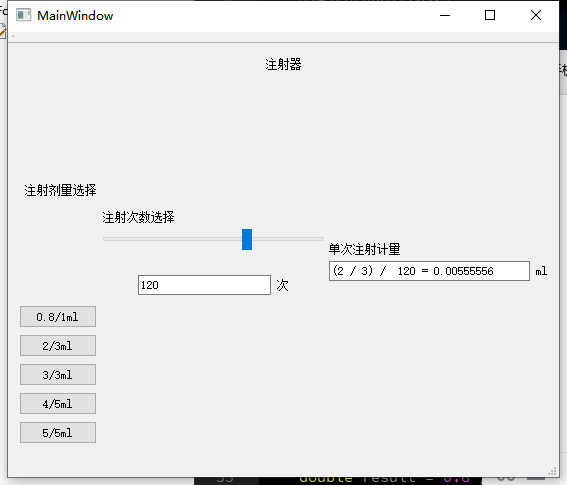 MainWindow
注射器
注射剂量选择
注射次数选择
单次注射计量
(2 / 3) /  120 = 0.00555556 ml
120 次
0.8/1ml
2/3ml
3/3ml
4/5ml
5/5ml
double result = 0.8